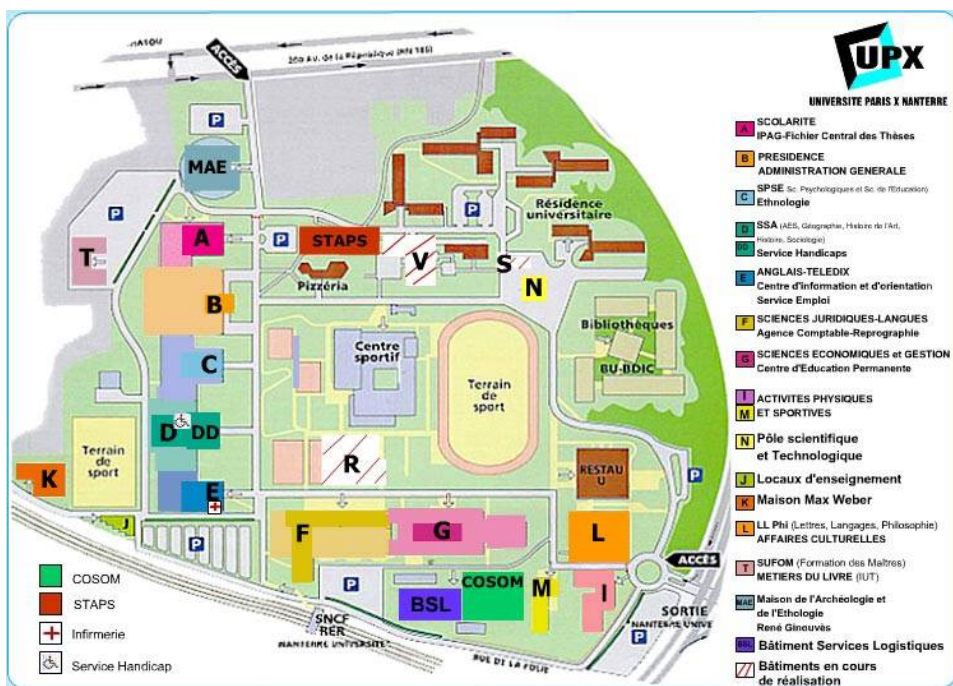 ACCÈS
200 Av. de la République (RN 186)
UPX
UNIVERSITE PARIS X NANTERRE
P
MAE
P
T
A
P
STAPS
V
P
Résidence
universitaire
S
N
Pizzéria
B
C
Centre
sportif
Terrain
de
sport
Bibliothèques
BU-BDIC
D
DD
Terrain
de
sport
K
R
RESTAU
U
P
E
J
P
F
G
L
ACCÈS
P
BSL
COSOM
M
I
P
SNCF
RER
NANTERRE UNIVERSITÉ
RUE DE LA FOLIE
SORTIE
NANTERRE UNIVE
A SCOLARITE
IPAG-Fichier Central des Thèses
B PRESIDENCE
ADMINISTRATION GENERALE
C SPSE (Sc. Psychologiques et Sc. de l'Education)
Ethnologie
D SSA (AES, Géographie, Histoire de l'Art,
DD Histoire, Sociologie)
Service Handicaps
E ANGLAIS-TELEDIX
Centre d'information et d'orientation
Service Emploi
F SCIENCES JURIDIQUES-LANGUES
Agence Comptable-Reprographie
G SCIENCES ECONOMIQUES et GESTION
Centre d'Education Permanente
I ACTIVITES PHYSIQUES
M ET SPORTIVES
N Pôle scientifique
et Technologique
J Locaux d'enseignement
K Maison Max Weber
L LL Phi (Lettres, Langages, Philosophie)
AFFAIRES CULTURELLES
T SUFOM (Formation des Maîtres)
METIERS DU LIVRE (IUT)
MAE Maison de l'Archéologie et
de l'Ethologie
René Ginouvès
BSL Bâtiment Services Logistiques
Bâtiments en cours
de réalisation
COSOM
STAPS
Infirmerie
Service Handicap